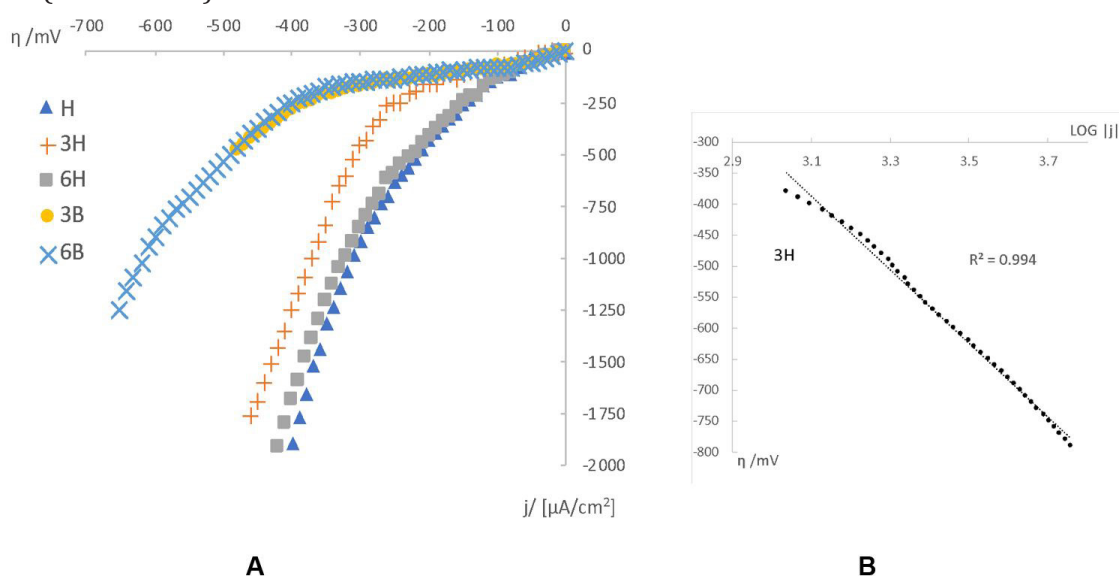 η /mV
-700
-600
-500
-400
-300
-200
-100
0
0
-250
-500
-750
-1000
-1250
-1500
-1750
-2 000
H
3H
6H
3B
6B
j/ [μA/cm²]
A
LOG |j|
-300
2.9
3.1
3.3
3.5
3.7
-350
-400
-450
-500
-550
-600
-650
-700
-750
-800
3H
R² = 0.994
η /mV
B